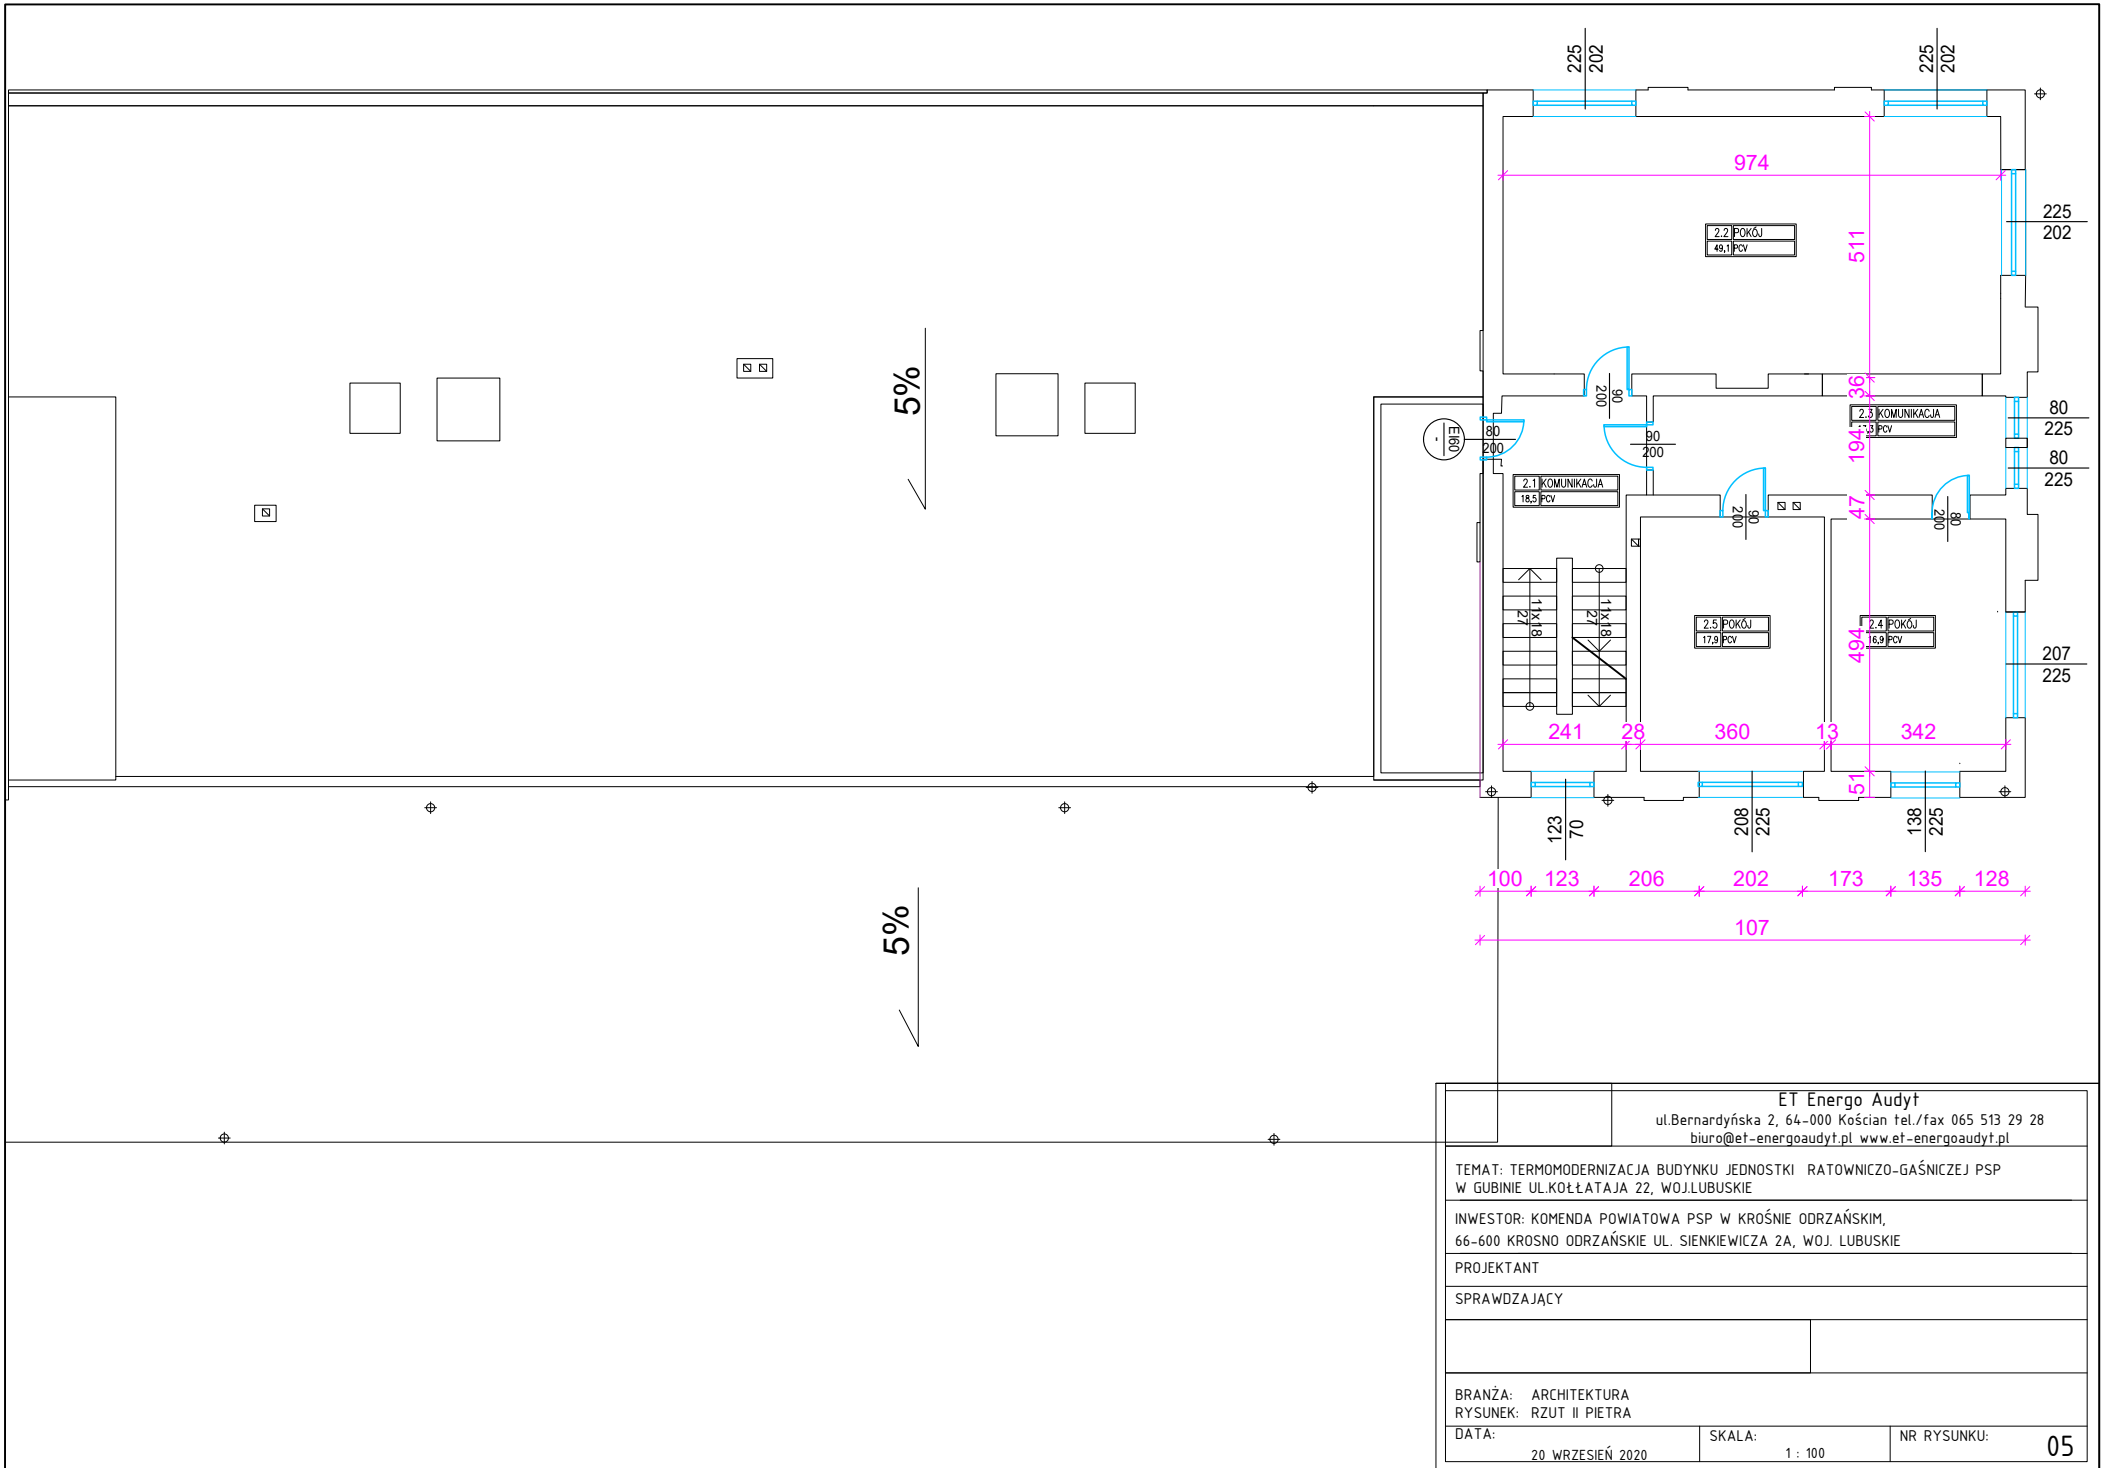 225
202
225
202
974
225
202
2.2 POKÓJ
49,1 PCV
511
5%
36
90
200
80
225
2.3 KOMUNIKACJA
PCV
194
EI60
-
80
200
90
200
80
225
2.1 KOMUNIKACJA
18,5 PCV
47
90
200
80
200
11x18
27
11x18
27
2.5 POKÓJ
17,9 PCV
2.4 POKÓJ
16,9 PCV
494
207
225
241
28
360
13
342
51
123
70
208
225
138
225
100
123
206
202
173
135
128
107
5%
ET Energo Audyt
ul.Bernardyńska 2, 64-000 Kościan tel./fax 065 513 29 28
biuro@et-energoaudyt.pl www.et-energoaudyt.pl
TEMAT: TERMOMODERNIZACJA BUDYNKU JEDNOSTKI RATOWNICZO-GAŚNICZEJ PSP
W GUBINIE UL.KOŁŁATAJA 22, WOJ.LUBUSKIE
INWESTOR: KOMENDA POWIATOWA PSP W KROŚNIE ODRZAŃSKIM,
66-600 KROSNO ODRZAŃSKIE UL. SIENKIEWICZA 2A, WOJ. LUBUSKIE
PROJEKTANT
SPRAWDZAJĄCY
BRANŻA: ARCHITEKTURA
RYSUNEK: RZUT II PIETRA
DATA:
20 WRZESIEŃ 2020
SKALA:
1 : 100
NR RYSUNKU:
05